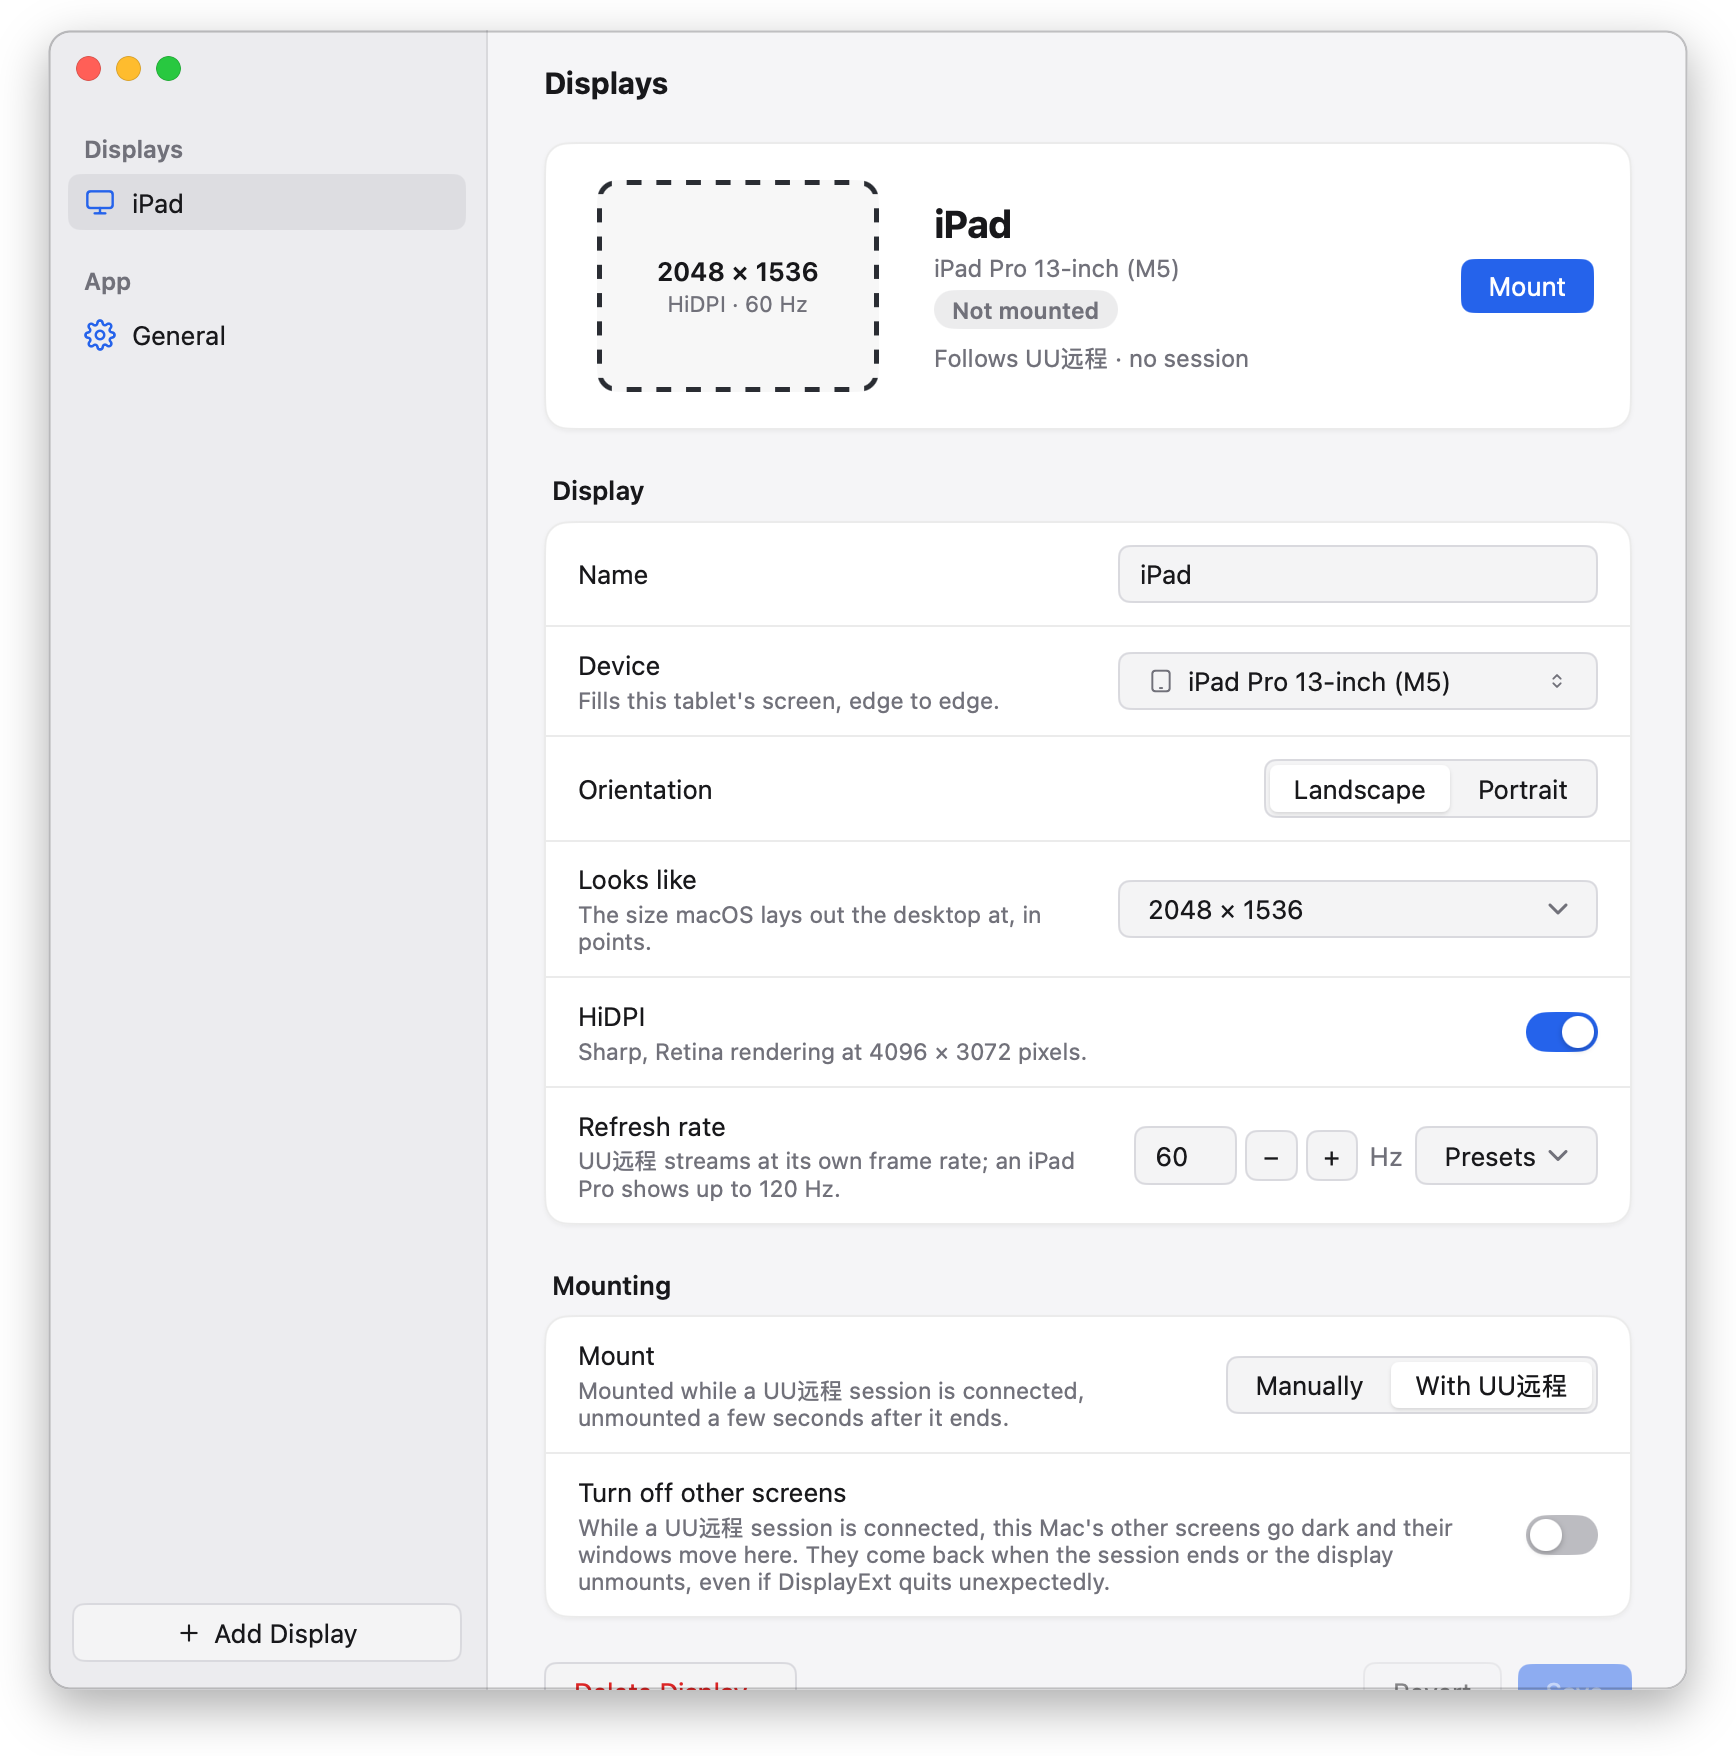 Displays
iPad
App
General
+ Add Display
Displays
2048 × 1536
HiDPI · 60 Hz
iPad
iPad Pro 13-inch (M5)
Not mounted
Follows UU远程 · no session
Mount
Display
Name
iPad
Device
Fills this tablet's screen, edge to edge.
iPad Pro 13-inch (M5)
Orientation
Landscape
Portrait
Looks like
The size macOS lays out the desktop at, in
points.
2048 × 1536
HiDPI
Sharp, Retina rendering at 4096 × 3072 pixels.
Refresh rate
UU远程 streams at its own frame rate; an iPad
Pro shows up to 120 Hz.
60
−
+
Hz
Presets
Mounting
Mount
Mounted while a UU远程 session is connected,
unmounted a few seconds after it ends.
Manually
With UU远程
Turn off other screens
While a UU远程 session is connected, this Mac's other screens go dark and their
windows move here. They come back when the session ends or the display
unmounts, even if DisplayExt quits unexpectedly.
Delete Display
Revert
Save